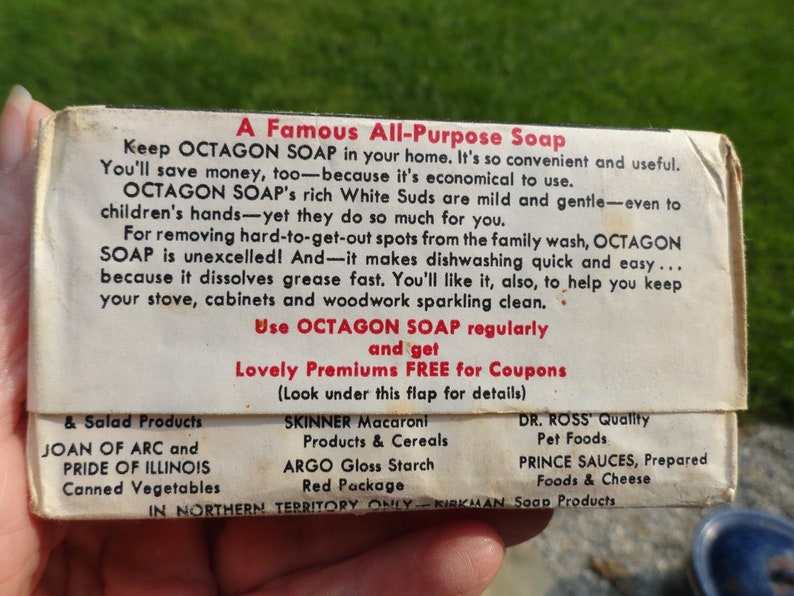 A Famous All-Purpose Soap
Keep OCTAGON SOAP in your home. It's so convenient and useful.
You'll save money, too—because it's economical to use.
OCTAGON SOAP's rich White Suds are mild and gentle—even to
children's hands—yet they do so much for you.
For removing hard-to-get-out spots from the family wash, OCTAGON
SOAP is unexcelled! And—it makes dishwashing quick and easy...
because it dissolves grease fast. You'll like it, also, to help you keep
your stove, cabinets and woodwork sparkling clean.
Use OCTAGON SOAP regularly
and get
Lovely Premiums FREE for Coupons
(Look under this flap for details)
& Salad Products
JOAN OF ARC and
PRIDE OF ILLINOIS
Canned Vegetables
SKINNER Macaroni
Products & Cereals
ARGO Gloss Starch
Red Package
DR. ROSS' Quality
Pet Foods
PRINCE SAUCES, Prepared
Foods & Cheese
IN NORTHERN TERRITORY ONLY—KIRKMAN Soap Products